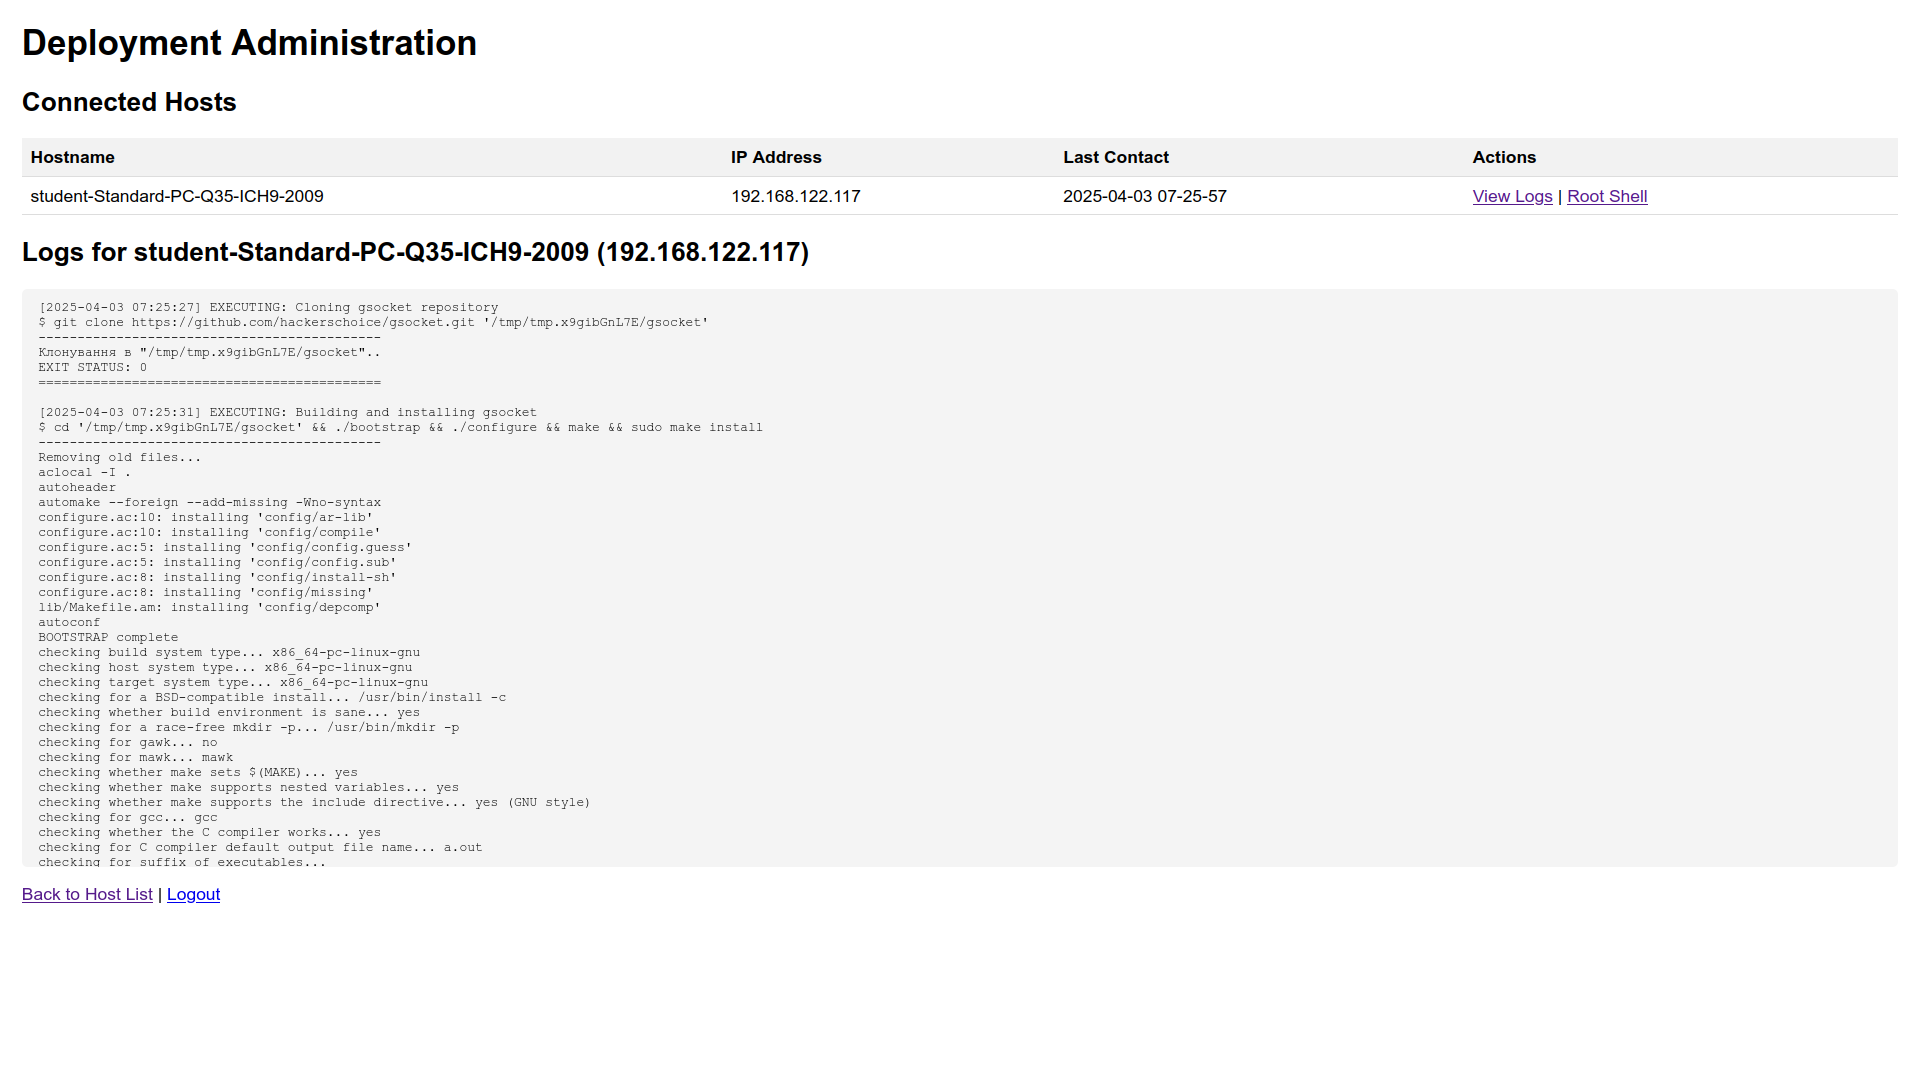 Deployment Administration
Connected Hosts
Hostname IP Address Last Contact Actions
student-Standard-PC-Q35-ICH9-2009 192.168.122.117 2025-04-03 07-25-57 View Logs | Root Shell
Logs for student-Standard-PC-Q35-ICH9-2009 (192.168.122.117)
[2025-04-03 07:25:27] EXECUTING: Cloning gsocket repository
$ git clone https://github.com/hackerschoice/gsocket.git '/tmp/tmp.x9gibGnL7E/gsocket'
--------------------------------------------
Клонування в "/tmp/tmp.x9gibGnL7E/gsocket"..
EXIT STATUS: 0
============================================
[2025-04-03 07:25:31] EXECUTING: Building and installing gsocket
$ cd '/tmp/tmp.x9gibGnL7E/gsocket' && ./bootstrap && ./configure && make && sudo make install
--------------------------------------------
Removing old files...
aclocal -I .
autoheader
automake --foreign --add-missing -Wno-syntax
configure.ac:10: installing 'config/ar-lib'
configure.ac:10: installing 'config/compile'
configure.ac:5: installing 'config/config.guess'
configure.ac:5: installing 'config/config.sub'
configure.ac:8: installing 'config/install-sh'
configure.ac:8: installing 'config/missing'
lib/Makefile.am: installing 'config/depcomp'
autoconf
BOOTSTRAP complete
checking build system type... x86_64-pc-linux-gnu
checking host system type... x86_64-pc-linux-gnu
checking target system type... x86_64-pc-linux-gnu
checking for a BSD-compatible install... /usr/bin/install -c
checking whether build environment is sane... yes
checking for a race-free mkdir -p... /usr/bin/mkdir -p
checking for gawk... no
checking for mawk... mawk
checking whether make sets $(MAKE)... yes
checking whether make supports nested variables... yes
checking whether make supports the include directive... yes (GNU style)
checking for gcc... gcc
checking whether the C compiler works... yes
checking for C compiler default output file name... a.out
checking for suffix of executables...
Back to Host List | Logout